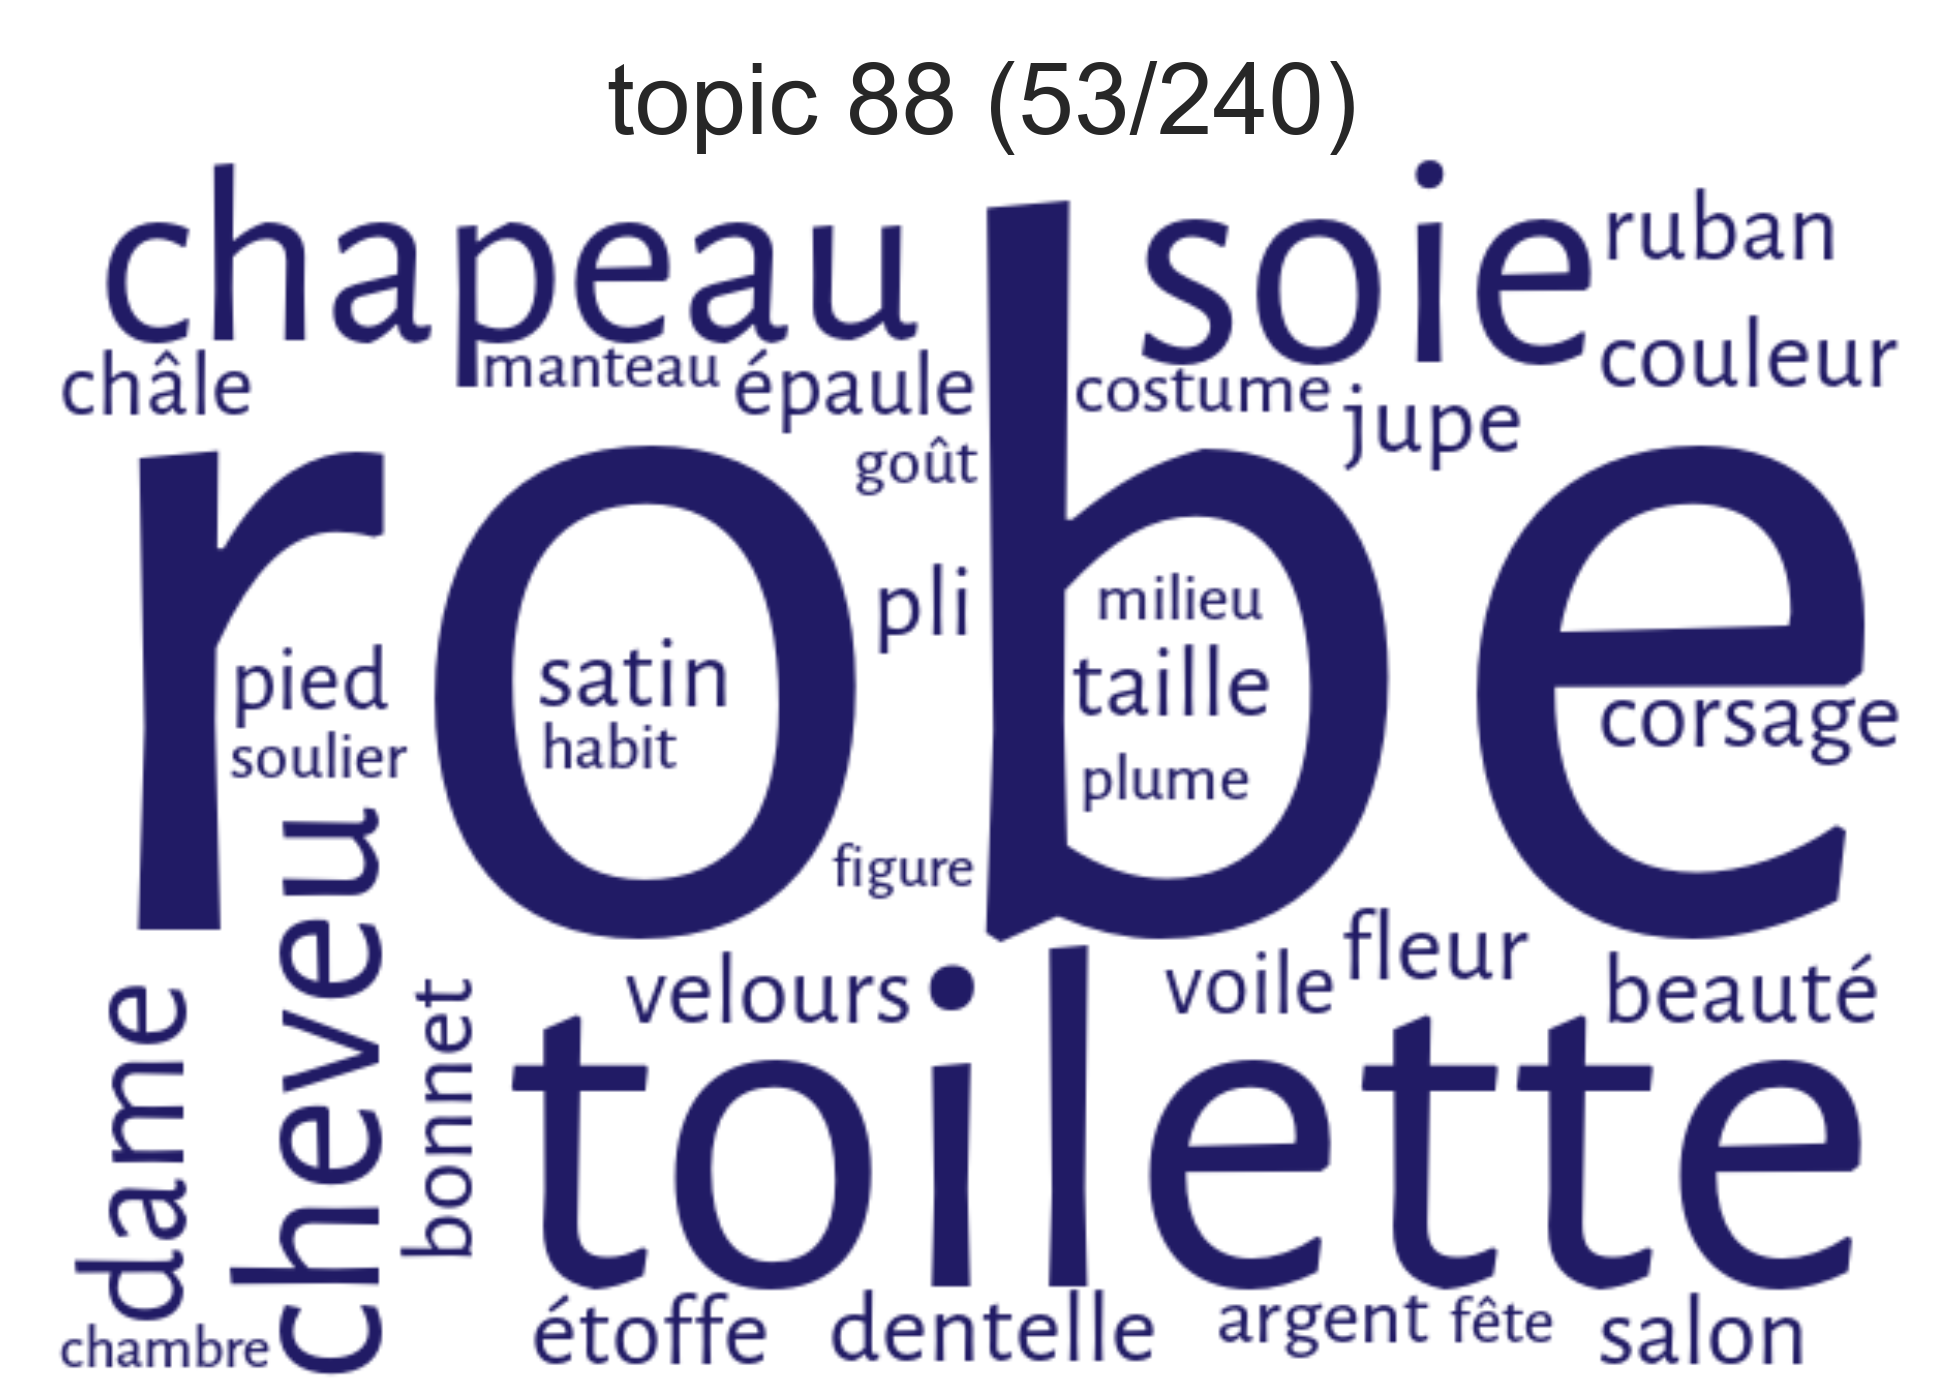 topic 88 (53/240)
chapeau
soie
ruban
couleur
châle
manteau
épaule
costume
jupe
goût
robe
pli
milieu
pied
satin
taille
soulier
habit
plume
corsage
figure
cheveu
dame
bonnet
velours
voile
fleur
beauté
toilette
chambre
étoffe
dentelle
argent
fête
salon